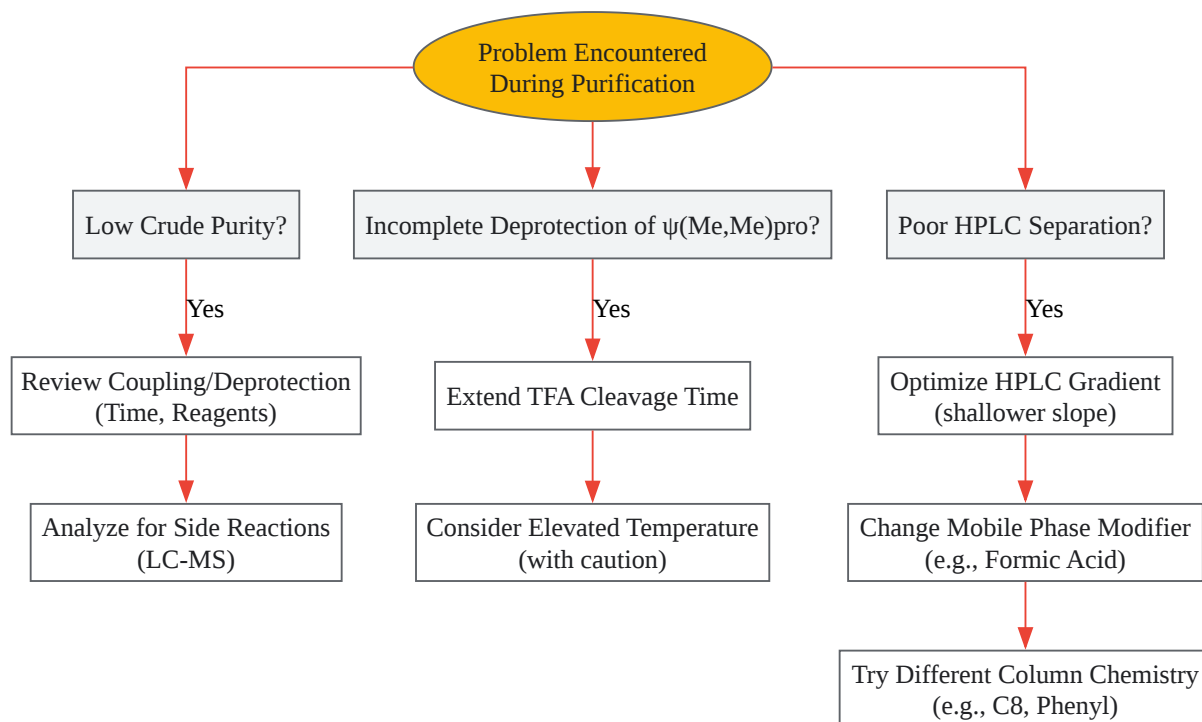 Problem Encountered
During Purification
Low Crude Purity?
Incomplete Deprotection of ψ(Me,Me)pro?
Poor HPLC Separation?
Yes
Yes
Yes
Review Coupling/Deprotection
(Time, Reagents)
Extend TFA Cleavage Time
Optimize HPLC Gradient
(shallower slope)
Analyze for Side Reactions
(LC-MS)
Consider Elevated Temperature
(with caution)
Change Mobile Phase Modifier
(e.g., Formic Acid)
Try Different Column Chemistry
(e.g., C8, Phenyl)